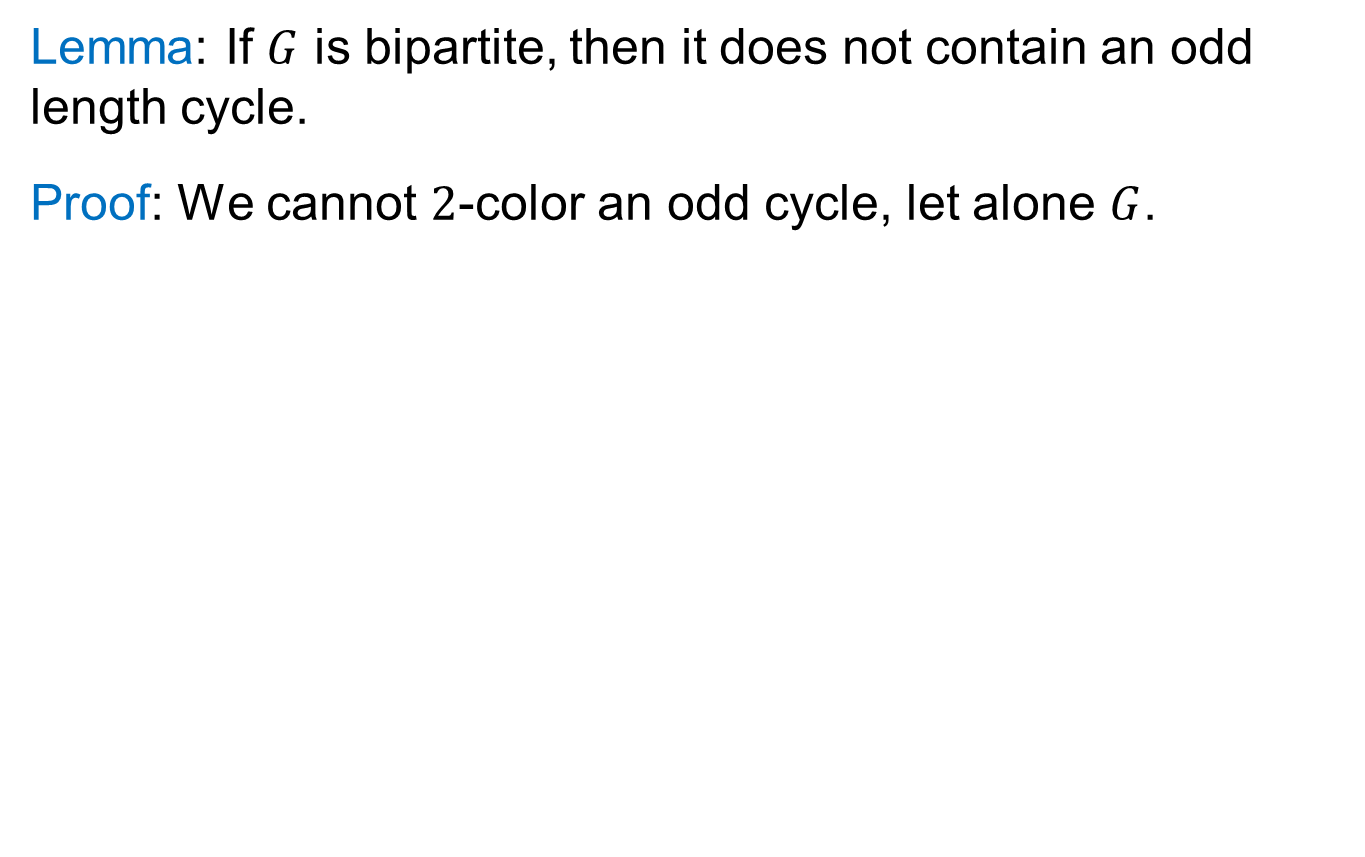 Lemma: If 𝐺 is bipartite, then it does not contain an odd
length cycle.
Proof: We cannot 2-color an odd cycle, let alone 𝐺.